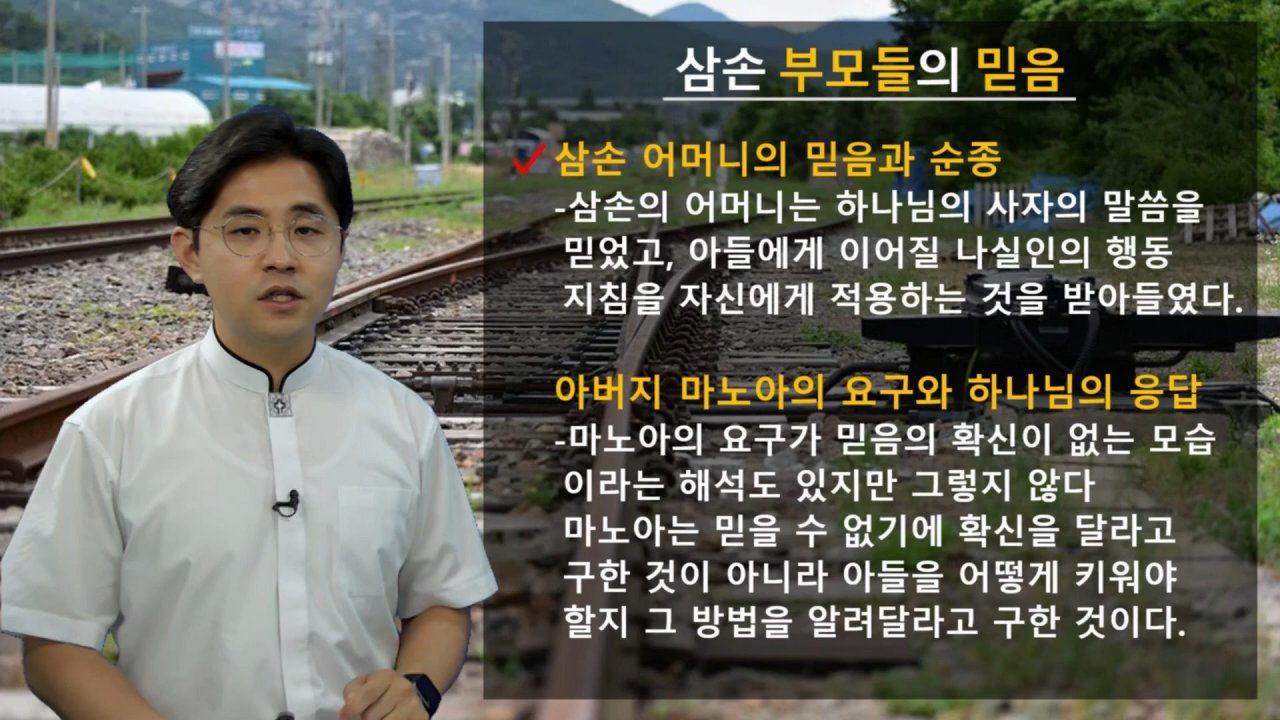 삼손 부모들의 믿음
삼손 어머니의 믿음과 순종
-삼손의 어머니는 하나님의 사자의 말씀을
믿었고, 아들에게 이어질 나실인의 행동
지침을 자신에게 적용하는 것을 받아들였다.
아버지 마노아의 요구와 하나님의 응답
-마노아의 요구가 믿음의 확신이 없는 모습
이라는 해석도 있지만 그렇지 않다
마노아는 믿을 수 없기에 확신을 달라고
구한 것이 아니라 아들을 어떻게 키워야
할지 그 방법을 알려달라고 구한 것이다.